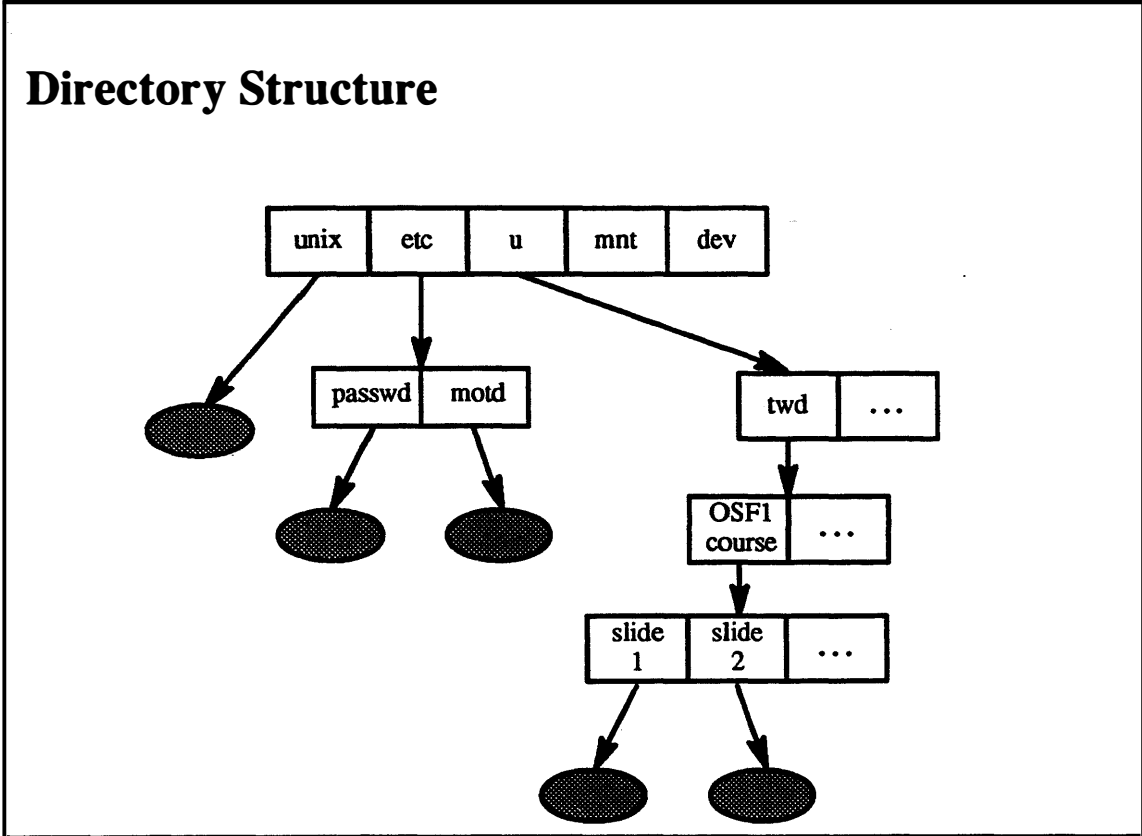 Directory Structure
unix etc u mnt dev
passwd motd
twd ...
OSF1
course ...
slide slide
1 2 ...